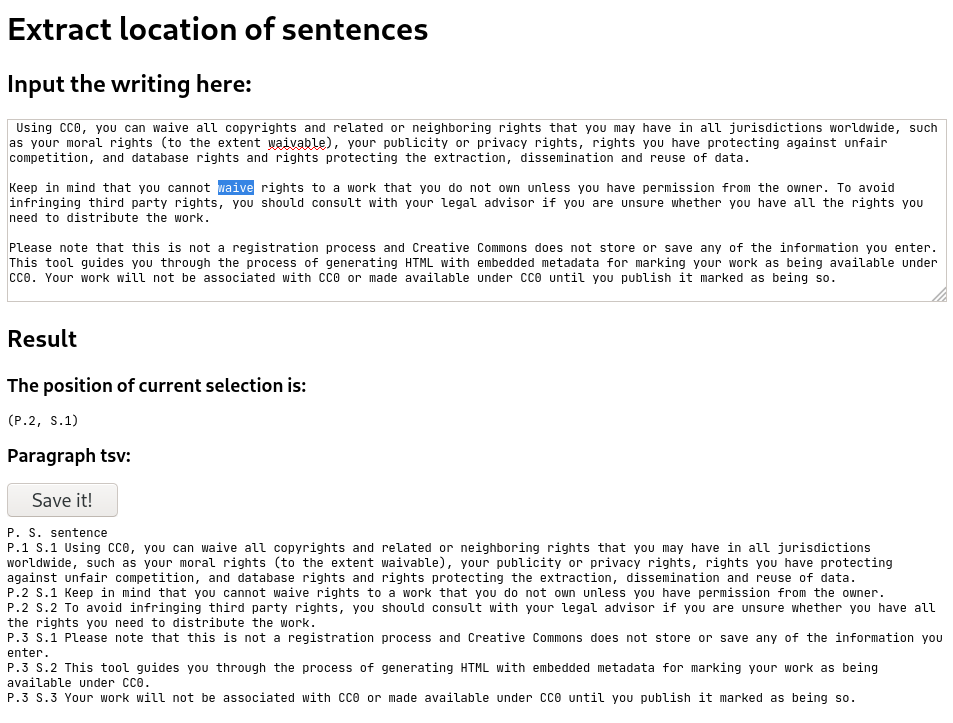 Extract location of sentences
Input the writing here:
Using CC0, you can waive all copyrights and related or neighboring rights that you may have in all jurisdictions worldwide, such
as your moral rights (to the extent waivable), your publicity or privacy rights, rights you have protecting against unfair
competition, and database rights and rights protecting the extraction, dissemination and reuse of data.
Keep in mind that you cannot waive rights to a work that you do not own unless you have permission from the owner. To avoid
infringing third party rights, you should consult with your legal advisor if you are unsure whether you have all the rights you
need to distribute the work.
Please note that this is not a registration process and Creative Commons does not store or save any of the information you enter.
This tool guides you through the process of generating HTML with embedded metadata for marking your work as being available under
CC0. Your work will not be associated with CC0 or made available under CC0 until you publish it marked as being so.
Result
The position of current selection is:
(P.2, S.1)
Paragraph tsv:
Save it!
P. S. sentence
P.1 S.1 Using CC0, you can waive all copyrights and related or neighboring rights that you may have in all jurisdictions
worldwide, such as your moral rights (to the extent waivable), your publicity or privacy rights, rights you have protecting
against unfair competition, and database rights and rights protecting the extraction, dissemination and reuse of data.
P.2 S.1 Keep in mind that you cannot waive rights to a work that you do not own unless you have permission from the owner.
P.2 S.2 To avoid infringing third party rights, you should consult with your legal advisor if you are unsure whether you have all
the rights you need to distribute the work.
P.3 S.1 Please note that this is not a registration process and Creative Commons does not store or save any of the information you
enter.
P.3 S.2 This tool guides you through the process of generating HTML with embedded metadata for marking your work as being
available under CC0.
P.3 S.3 Your work will not be associated with CC0 or made available under CC0 until you publish it marked as being so.